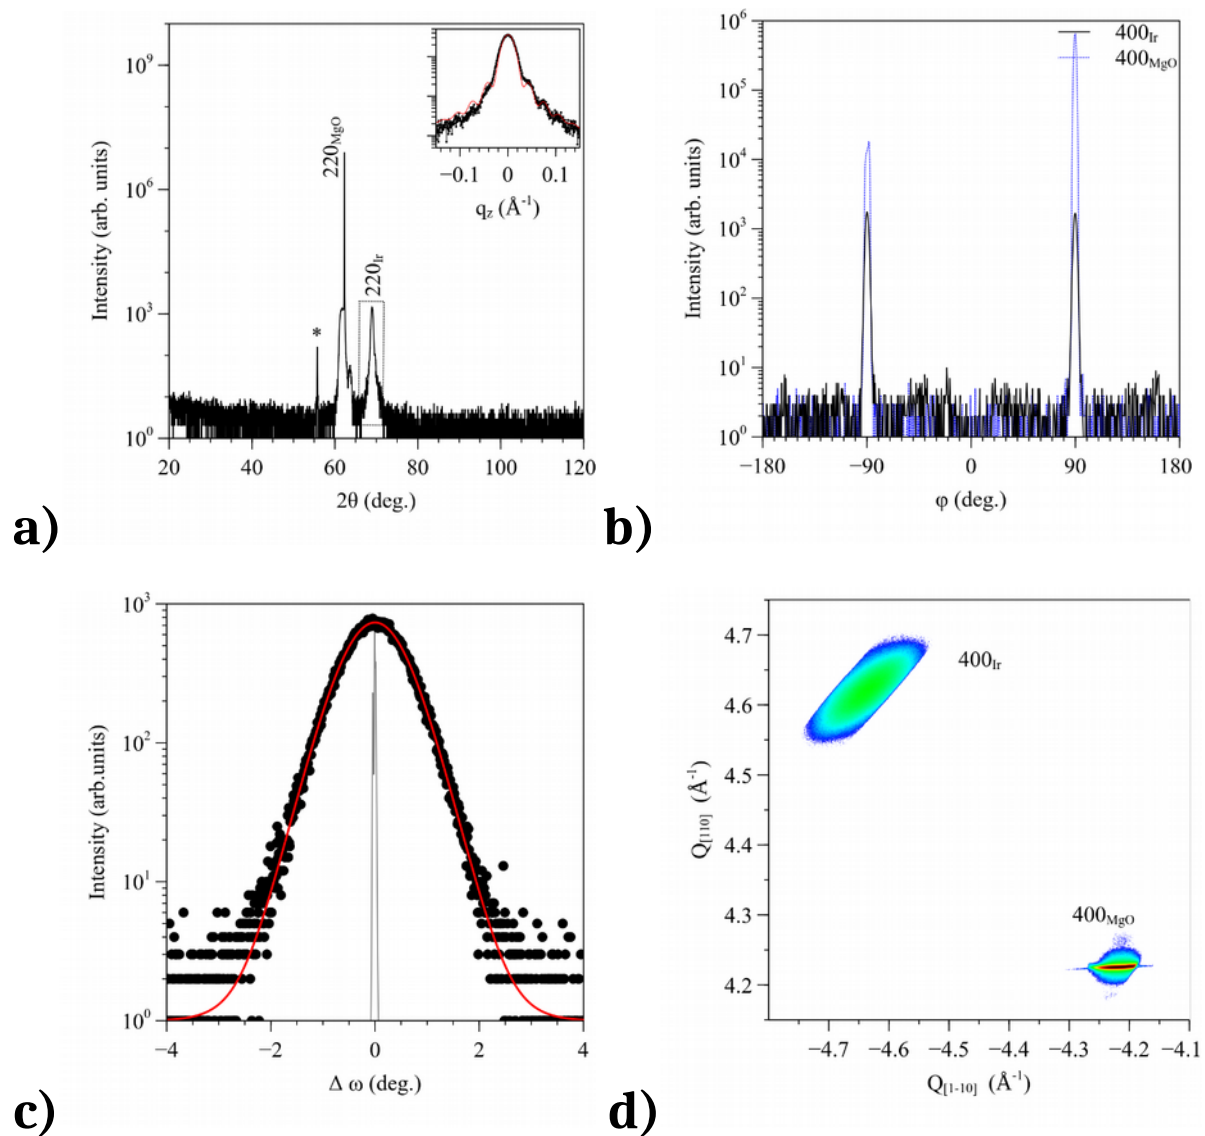 10⁹
10⁶
10³
10⁰
Intensity (arb. units)
220MgO
220Ir
*
−0.1 0 0.1
qz (Å⁻¹)
20 40 60 80 100 120
2θ (deg.)
a)
10⁶
10⁵
10⁴
10³
10²
10¹
10⁰
Intensity (arb. units)
400Ir
400MgO
−180 −90 0 90 180
φ (deg.)
b)
10³
10²
10¹
10⁰
Intensity (arb.units)
−4 −2 0 2 4
Δ ω (deg.)
c)
4.7
4.6
4.5
4.4
4.3
4.2
Q[110] (Å⁻¹)
400Ir
400MgO
−4.7 −4.6 −4.5 −4.4 −4.3 −4.2 −4.1
Q[1-10] (Å⁻¹)
d)